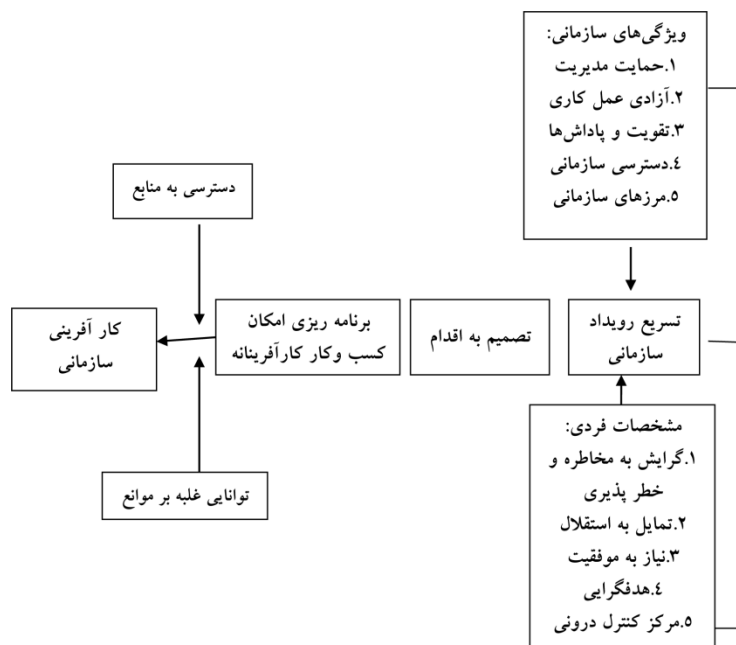 ویژگی‌های سازمانی:
۱.حمایت مدیریت
۲.آزادی عمل کاری
۳.تقویت و پاداش‌ها
٤.دسترسی سازمانی
٥.مرزهای سازمانی
دسترسی به منابع
تسریع رویداد
سازمانی
تصمیم به اقدام
برنامه ریزی امکان
کسب وکار کارآفرینانه
کار آفرینی
سازمانی
مشخصات فردی:
۱.گرایش به مخاطره و
خطر پذیری
۲.تمایل به استقلال
۳.نیاز به موفقیت
٤.هدفگرایی
٥.مرکز کنترل درونی
توانایی غلبه بر موانع